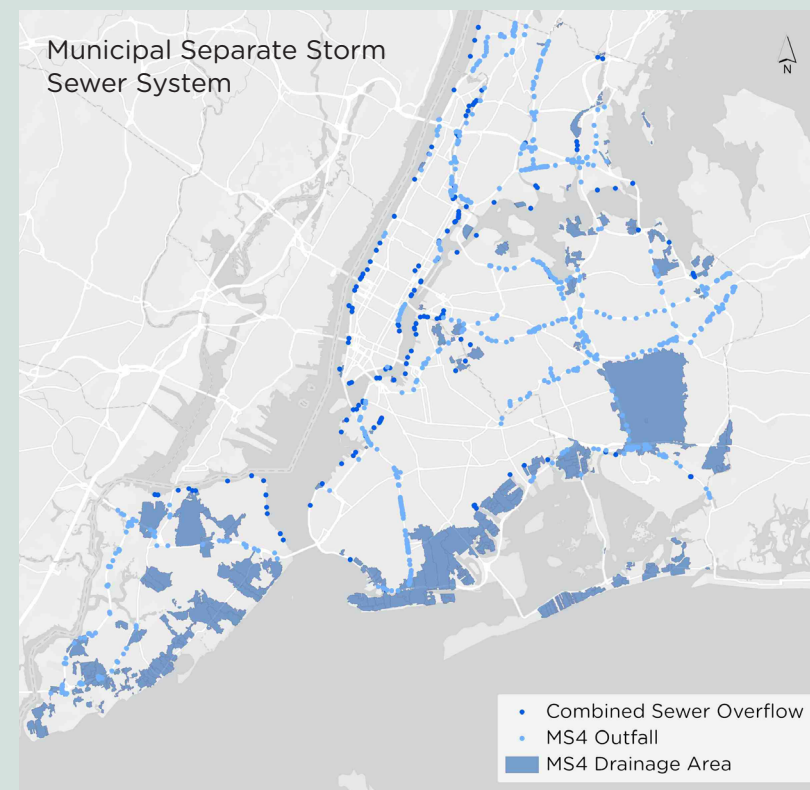 Municipal Separate Storm
Sewer System
N
Combined Sewer Overflow
MS4 Outfall
MS4 Drainage Area